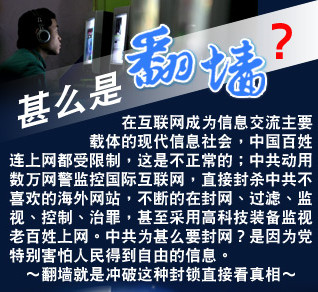 甚么是翻墙?
在互联网成为信息交流主要
载体的现代信息社会，中国百姓
连上网都受限制，这是不正常的；中共动用
数万网警监控国际互联网，直接封杀中共不
喜欢的海外网站，不断的在封网、过滤、监
视、控制、治罪，甚至采用高科技装备监视
老百姓上网。中共为甚么要封网？是因为党
特别害怕人民得到自由的信息。
～翻墙就是冲破这种封锁直接看真相～